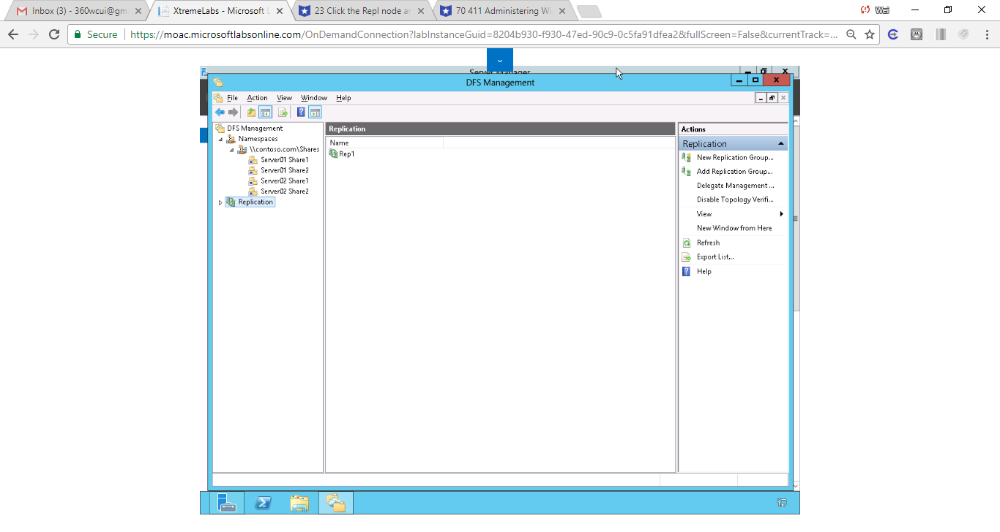 Inbox (3) - 360wcui@gm
XtremeLabs - Microsoft L
23 Click the Repl node a
70 411 Administering Wi
Wei
Secure
https://moac.microsoftlabsonline.com/OnDemandConnection?labInstanceGuid=8204b930-f930-47ed-90c9-0c5fa91dfea2&fullScreen=False&currentTrack=...
Server Manager
DFS Management
File Action View Window Help
DFS Management
Namespaces
\\contoso.com\Shares
Server01 Share1
Server01 Share2
Server02 Share1
Server02 Share2
Replication
Replication
Name
Rep1
Actions
Replication
New Replication Group...
Add Replication Group...
Delegate Management ...
Disable Topology Verifi...
View
New Window from Here
Refresh
Export List...
Help